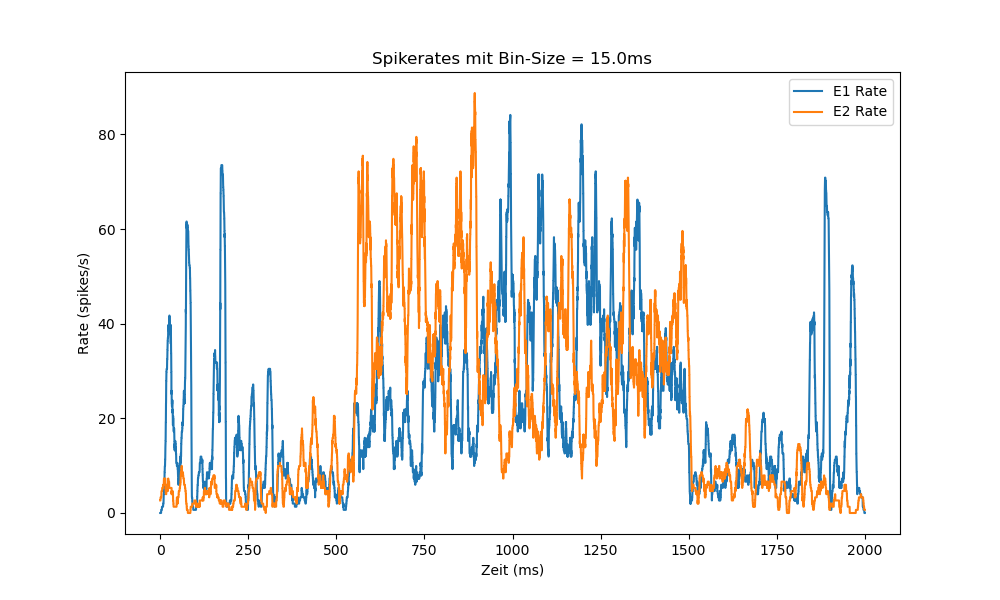 Spikerates mit Bin-Size = 15.0ms
E1 Rate
E2 Rate
Rate (spikes/s)
80
60
40
20
0
0 250 500 750 1000 1250 1500 1750 2000
Zeit (ms)